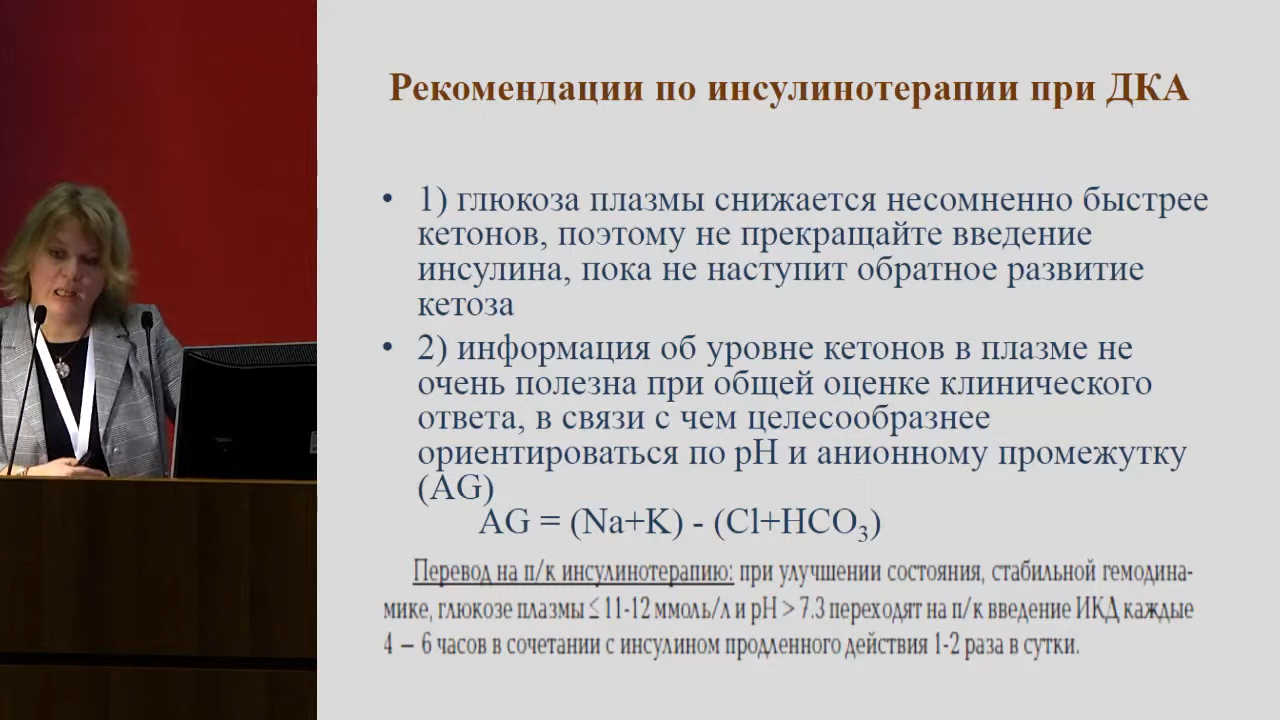 Рекомендации по инсулинотерапии при ДКА
• 1) глюкоза плазмы снижается несомненно быстрее
кетонов, поэтому не прекращайте введение
инсулина, пока не наступит обратное развитие
кетоза
• 2) информация об уровне кетонов в плазме не
очень полезна при общей оценке клинического
ответа, в связи с чем целесообразнее
ориентироваться по pH и анионному промежутку
(AG)
AG = (Na+K) - (Cl+HCO₃)
Перевод на п/к инсулинотерапию: при улучшении состояния, стабильной гемодина-
мике, глюкозе плазмы ≤ 11-12 ммоль/л и pH > 7.3 переходят на п/к введение ИКД каждые
4 – 6 часов в сочетании с инсулином продленного действия 1-2 раза в сутки.